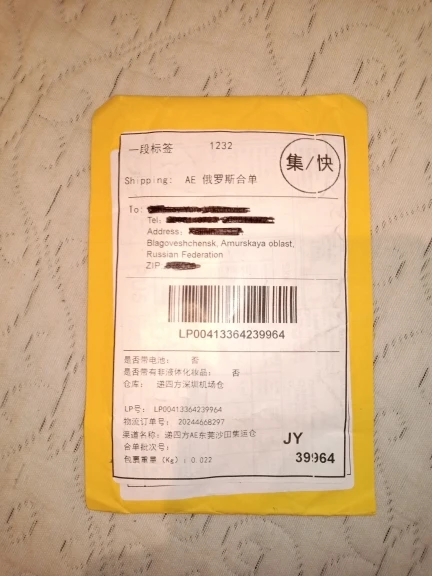 一段标签 1232
集/快
Shipping: AE 俄罗斯合单
To:
Tel:
Address:
Blagoveshchensk, Amurskaya oblast,
Russian Federation
ZIP
LP00413364239964
是否带电池: 否
是否带有非液体化妆品: 否
仓库: 递四方深圳机场仓
LP号: LP00413364239964
物流订单号: 20244668297
渠道名称: 递四方AE东莞沙田集运仓
合单批次号:
包裹重量 (Kg): 0.022
JY
39964